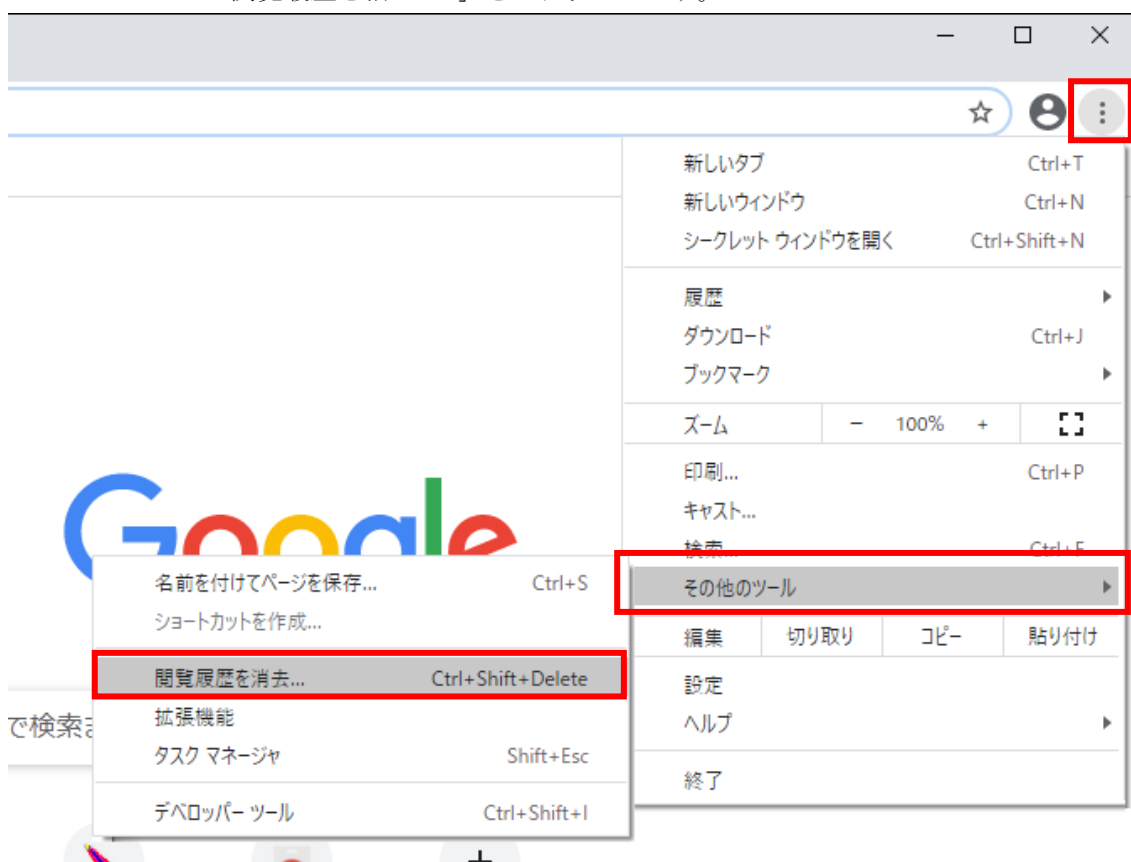 新しいタブ Ctrl+T
新しいウィンドウ Ctrl+N
シークレット ウィンドウを開く Ctrl+Shift+N
履歴
ダウンロード Ctrl+J
ブックマーク
ズーム － 100% +
印刷... Ctrl+P
キャスト...
検索... Ctrl+F
その他のツール
編集 切り取り コピー 貼り付け
設定
ヘルプ
終了
Google
名前を付けてページを保存... Ctrl+S
ショートカットを作成...
閲覧履歴を消去... Ctrl+Shift+Delete
拡張機能
タスク マネージャ Shift+Esc
デベロッパー ツール Ctrl+Shift+I
で検索